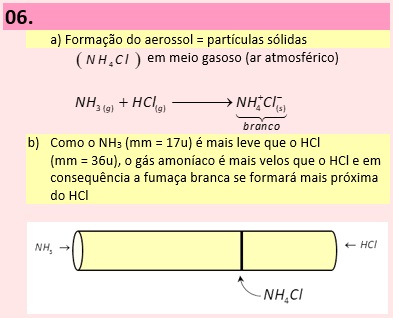 06.
a) Formação do aerossol = partículas sólidas
( NH₄Cl ) em meio gasoso (ar atmosférico)
NH₃ (g) + HCl(g) ⟶ NH₄⁺Cl⁻(s)
branco
b) Como o NH₃ (mm = 17u) é mais leve que o HCl
(mm = 36u), o gás amoníaco é mais velos que o HCl e em
consequência a fumaça branca se formará mais próxima
do HCl
NH₃ → ← HCl
NH₄Cl